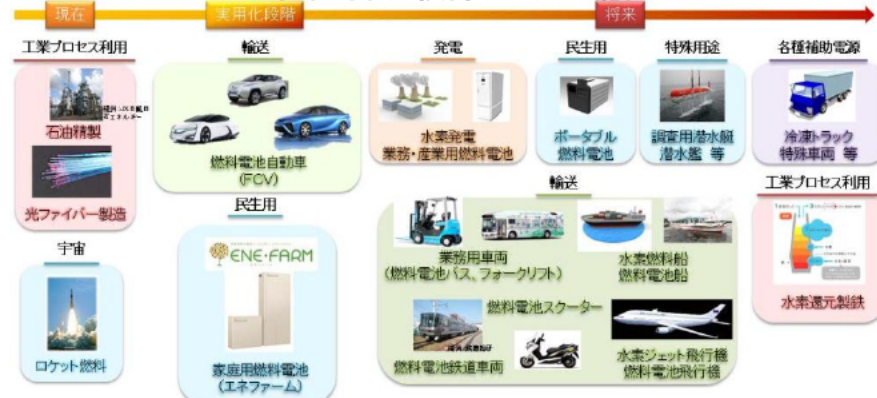 現在
実用化段階
将来
工業プロセス利用
石油精製
光ファイバー製造
宇宙
ロケット燃料
輸送
燃料電池自動車
(FCV)
民生用
ENE・FARM
家庭用燃料電池
(エネファーム)
発電
水素発電
業務・産業用燃料電池
民生用
ポータブル
燃料電池
特殊用途
調査用潜水艇
潜水艦 等
各種補助電源
冷凍トラック
特殊車両 等
輸送
業務用車両
(燃料電池バス、フォークリフト)
水素燃料船
燃料電池船
燃料電池スクーター
燃料電池鉄道車両
水素ジェット飛行機
燃料電池飛行機
工業プロセス利用
水素還元製鉄